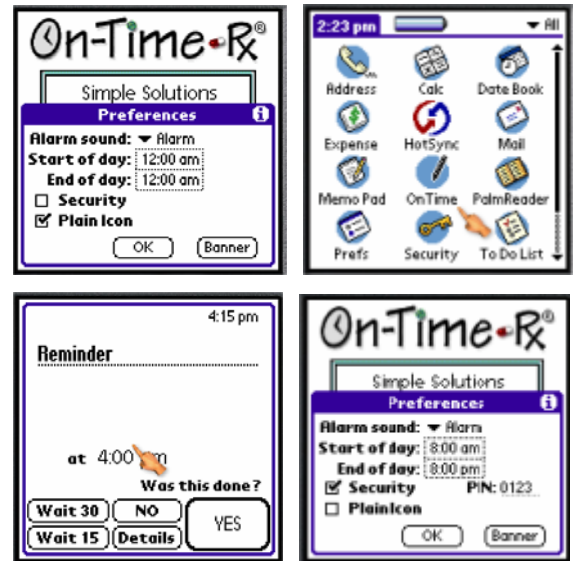 On-Time-Rx®
Simple Solutions
Preferences i
Alarm sound: Alarm
Start of day: 12:00 am
End of day: 12:00 am
Security
Plain Icon
OK Banner
2:23 pm All
Address Calc Date Book
Expense HotSync Mail
Memo Pad OnTime PalmReader
Prefs Security To Do List
4:15 pm
Reminder
at 4:00 pm
Was this done?
Wait 30 NO YES
Wait 15 Details
On-Time-Rx®
Simple Solutions
Preferences i
Alarm sound: Alarm
Start of day: 8:00 am
End of day: 8:00 pm
Security PIN: 0123
PlainIcon
OK Banner